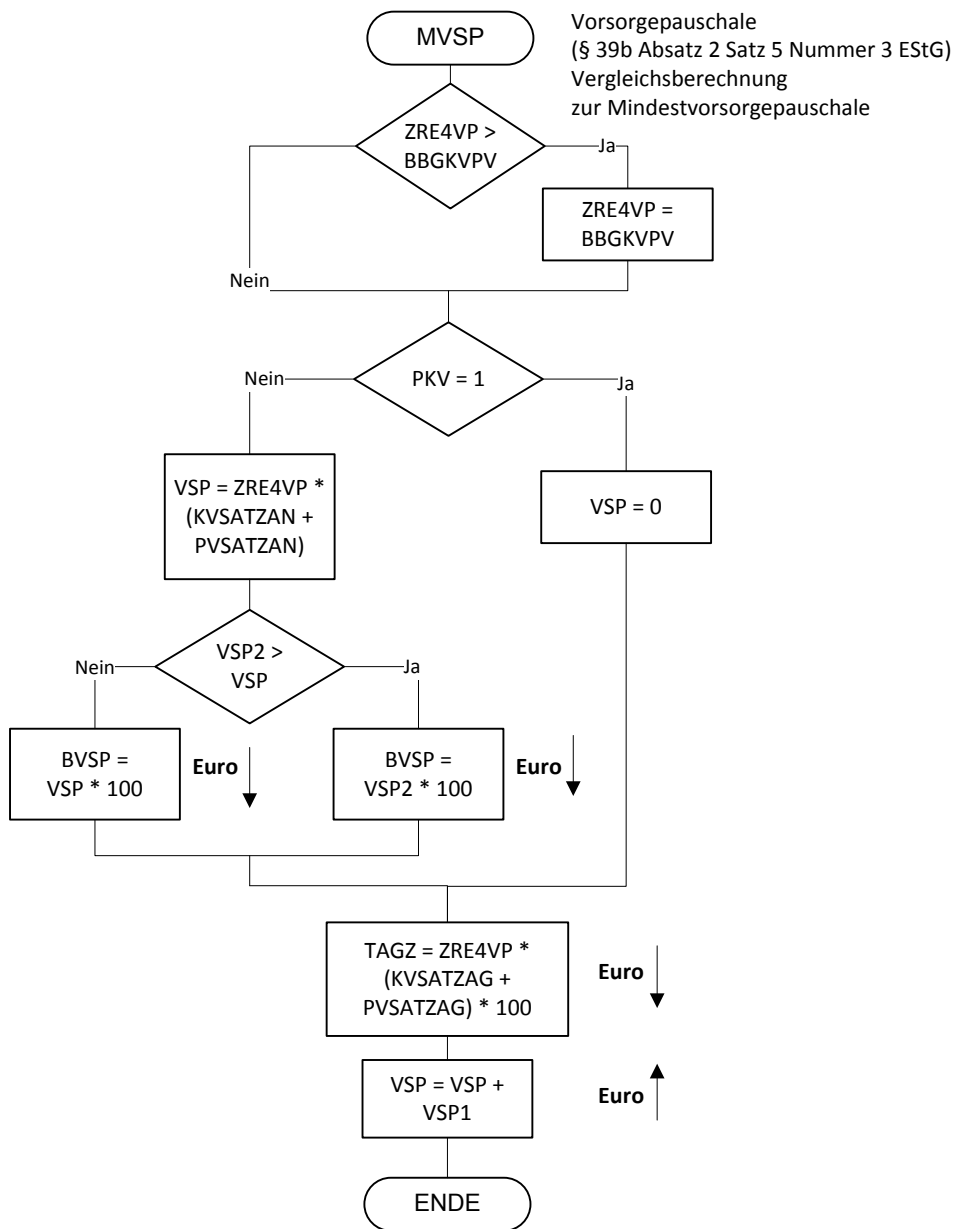 MVSP
Vorsorgepauschale
(§ 39b Absatz 2 Satz 5 Nummer 3 EStG)
Vergleichsberechnung
zur Mindestvorsorgepauschale
ZRE4VP >
BBGKVPV
Ja
ZRE4VP =
BBGKVPV
Nein
Nein
PKV = 1
Ja
VSP = ZRE4VP *
(KVSATZAN +
PVSATZAN)
VSP = 0
Nein
VSP2 >
VSP
Ja
BVSP =
VSP * 100
Euro
BVSP =
VSP2 * 100
Euro
TAGZ = ZRE4VP *
(KVSATZAG +
PVSATZAG) * 100
Euro
VSP = VSP +
VSP1
Euro
ENDE